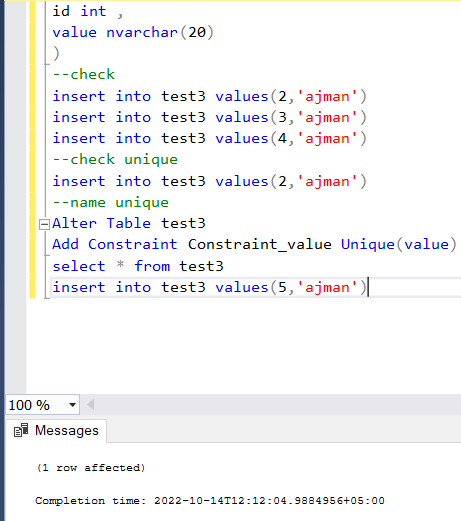 id int ,
value nvarchar(20)
)
--check
insert into test3 values(2,'ajman')
insert into test3 values(3,'ajman')
insert into test3 values(4,'ajman')
--check unique
insert into test3 values(2,'ajman')
--name unique
Alter Table test3
Add Constraint Constraint_value Unique(value)
select * from test3
insert into test3 values(5,'ajman')
100 %
Messages
(1 row affected)
Completion time: 2022-10-14T12:12:04.9884956+05:00